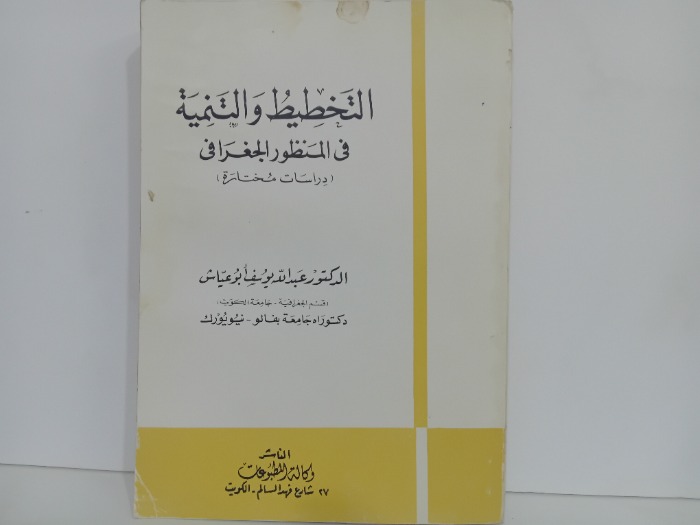 التخطيط والتنمية
في المنظور الجغرافي
(دراسات مختارة)
الدكتور عبدالله يوسف أبو عياش
(قسم الجغرافية - جامعة الكويت)
دكتوراه جامعة بفالو - نيويورك
الناشر
وكالة المطبوعات
٢٧ شارع فهد السالم - الكويت